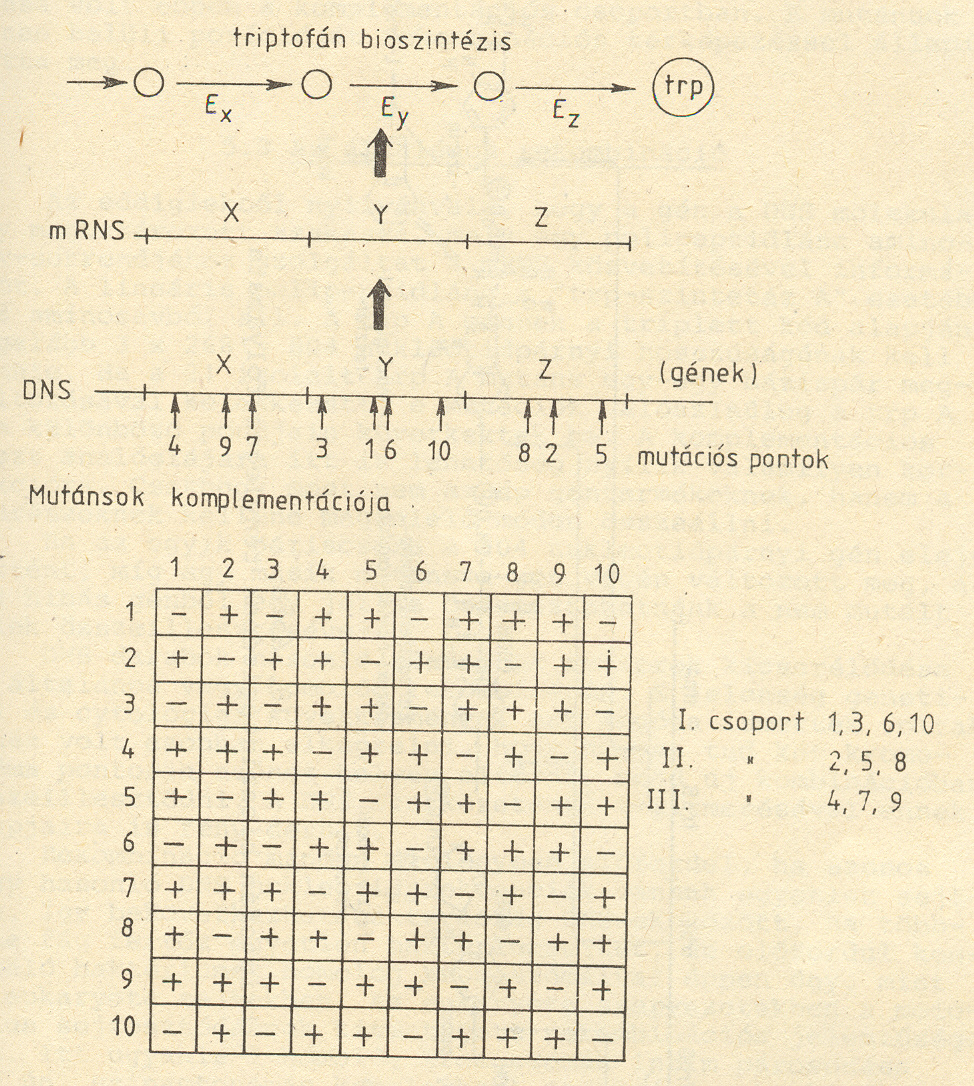 triptofán bioszintézis
trp
Ex Ey Ez
X Y Z
mRNS
X Y Z (gének)
DNS
4 9 7 3 1 6 10 8 2 5 mutációs pontok
Mutánsok komplementációja
1 2 3 4 5 6 7 8 9 10
1 − + − + + − + + + −
2 + − + + − + + − + +
3 − + − + + − + + + −
4 + + + − + + − + − +
5 + − + + − + + − + +
6 − + − + + − + + + −
7 + + + − + + − + − +
8 + − + + − + + − + +
9 + + + − + + − + − +
10 − + − + + − + + + −
I. csoport 1, 3, 6, 10
II. " 2, 5, 8
III. " 4, 7, 9